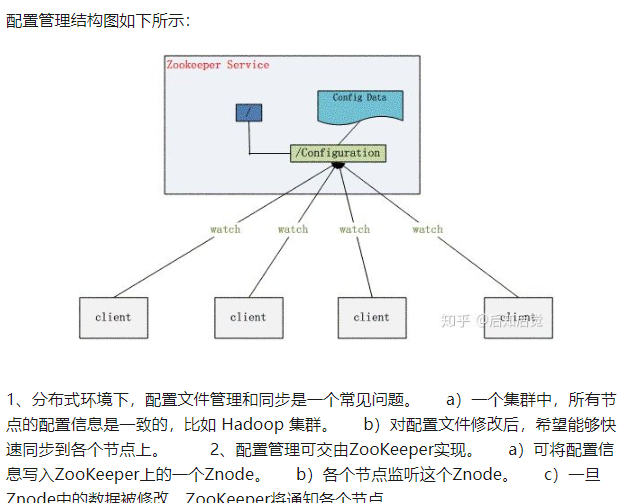 配置管理结构图如下所示：
Zookeeper Service
Config Data
/
/Configuration
watch watch watch watch
client client client client
知乎 @后知后觉
1、分布式环境下，配置文件管理和同步是一个常见问题。 a）一个集群中，所有节
点的配置信息是一致的，比如 Hadoop 集群。 b）对配置文件修改后，希望能够快
速同步到各个节点上。 2、配置管理可交由ZooKeeper实现。 a）可将配置信
息写入ZooKeeper上的一个Znode。 b）各个节点监听这个Znode。 c）一旦
Znode中的数据被修改，ZooKeeper将通知各个节点